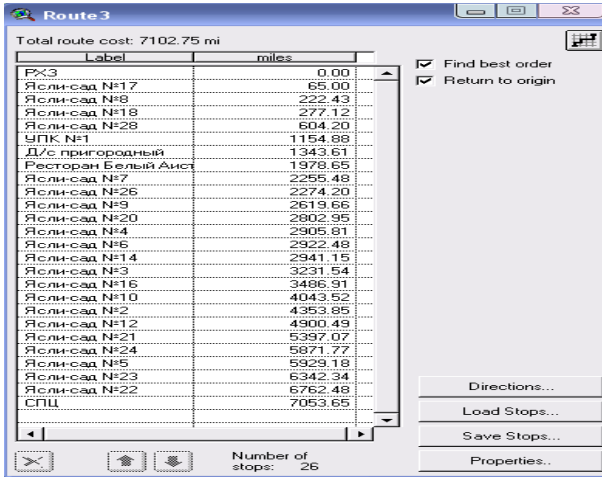 Route3
Total route cost: 7102.75 mi
Label miles
РХЗ 0.00
Ясли-сад №17 65.00
Ясли-сад №8 222.43
Ясли-сад №18 277.12
Ясли-сад №28 604.20
УПК №1 1154.88
Д/с пригородный 1343.61
Ресторан Белый Аист 1978.65
Ясли-сад №7 2255.48
Ясли-сад №26 2274.20
Ясли-сад №9 2619.66
Ясли-сад №20 2802.95
Ясли-сад №4 2905.81
Ясли-сад №6 2922.48
Ясли-сад №14 2941.15
Ясли-сад №3 3231.54
Ясли-сад №16 3486.91
Ясли-сад №10 4043.52
Ясли-сад №2 4353.85
Ясли-сад №12 4900.49
Ясли-сад №21 5397.07
Ясли-сад №24 5871.77
Ясли-сад №5 5929.18
Ясли-сад №23 6342.34
Ясли-сад №22 6762.48
СПЦ 7053.65
Number of
stops: 26
Find best order
Return to origin
Directions...
Load Stops...
Save Stops...
Properties..